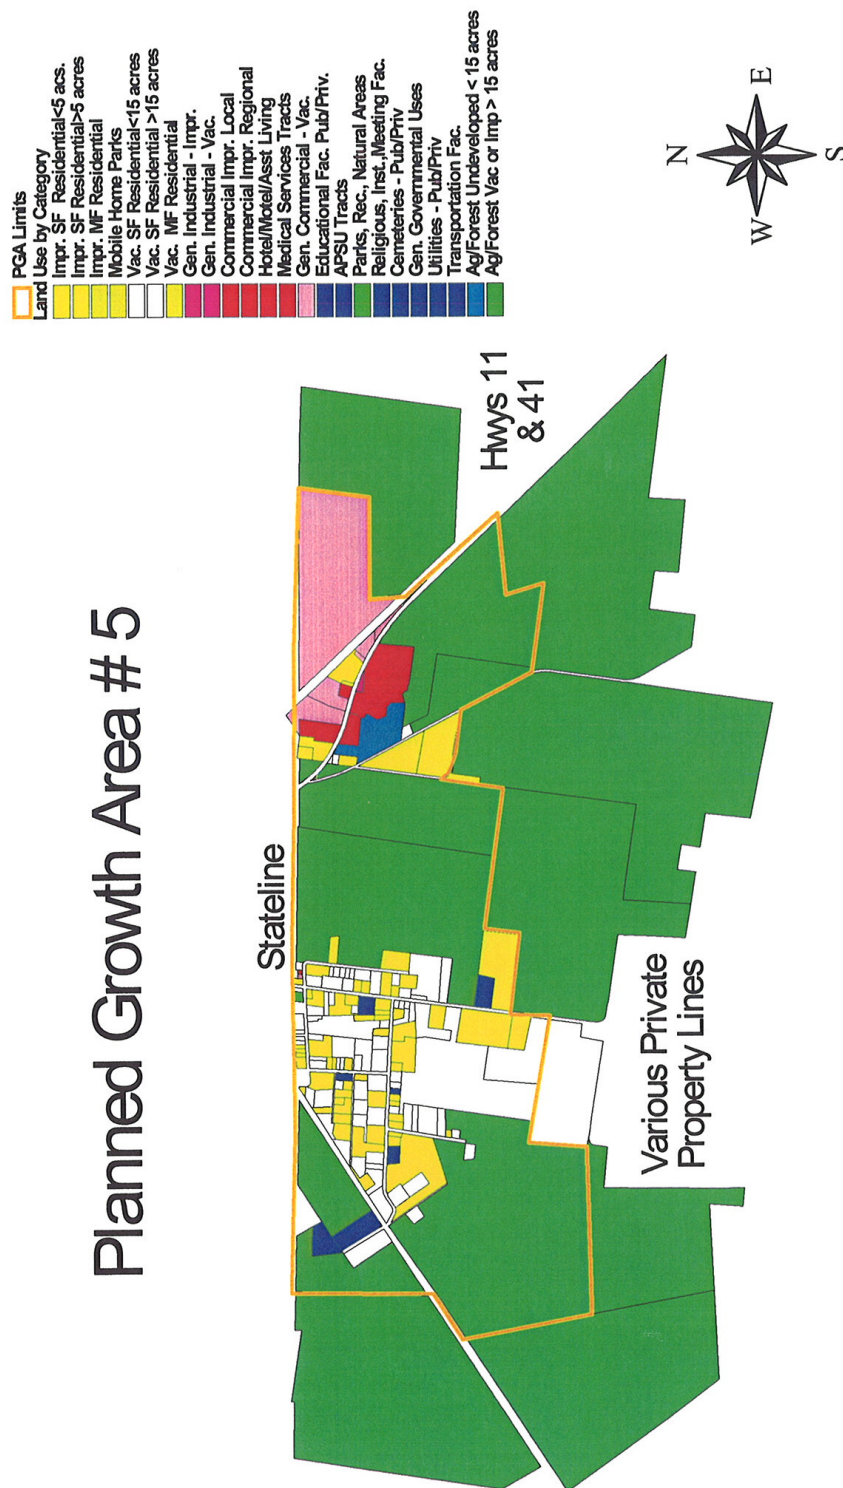 Planned Growth Area # 5
Stateline
Hwys 11
& 41
Various Private
Property Lines
PGA Limits
Land Use by Category
Impr. SF Residential<5 acs.
Impr. SF Residential>5 acres
Impr. MF Residential
Mobile Home Parks
Vac. SF Residential<15 acres
Vac. SF Residential >15 acres
Vac. MF Residential
Gen. Industrial - Impr.
Gen. Industrial - Vac.
Commercial Impr. Local
Commercial Impr. Regional
Hotel/Motel/Asst Living
Medical Services Tracts
Gen. Commercial - Vac.
Educational Fac. Pub/Priv.
APSU Tracts
Parks, Rec., Natural Areas
Religious, Inst.,Meeting Fac.
Cemeteries - Pub/Priv
Gen. Governmental Uses
Utilities - Pub/Priv
Transportation Fac.
Ag/Forest Undeveloped < 15 acres
Ag/Forest Vac or Imp > 15 acres
N
W
E
S